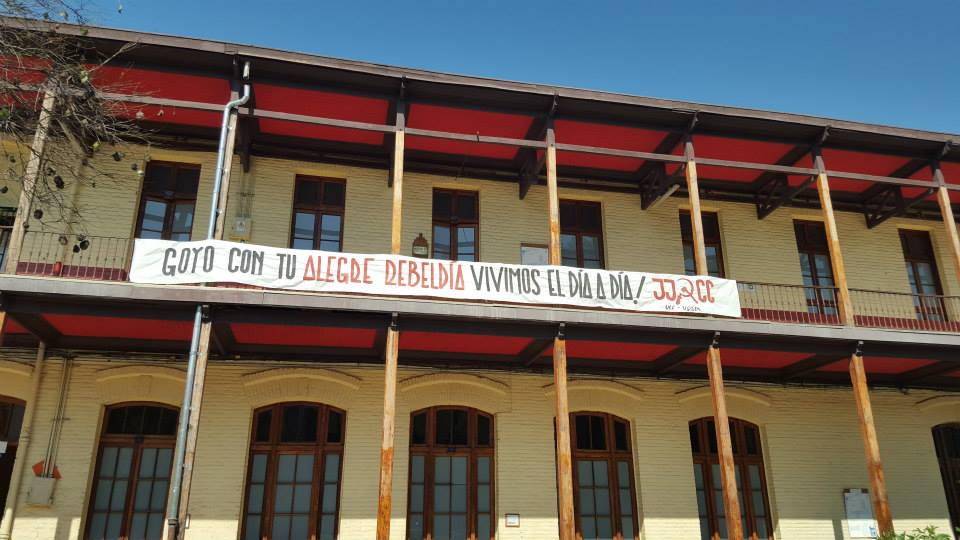 GOYO CON TU ALEGRE REBELDÍA VIVIMOS EL DÍA A DÍA! JJCC